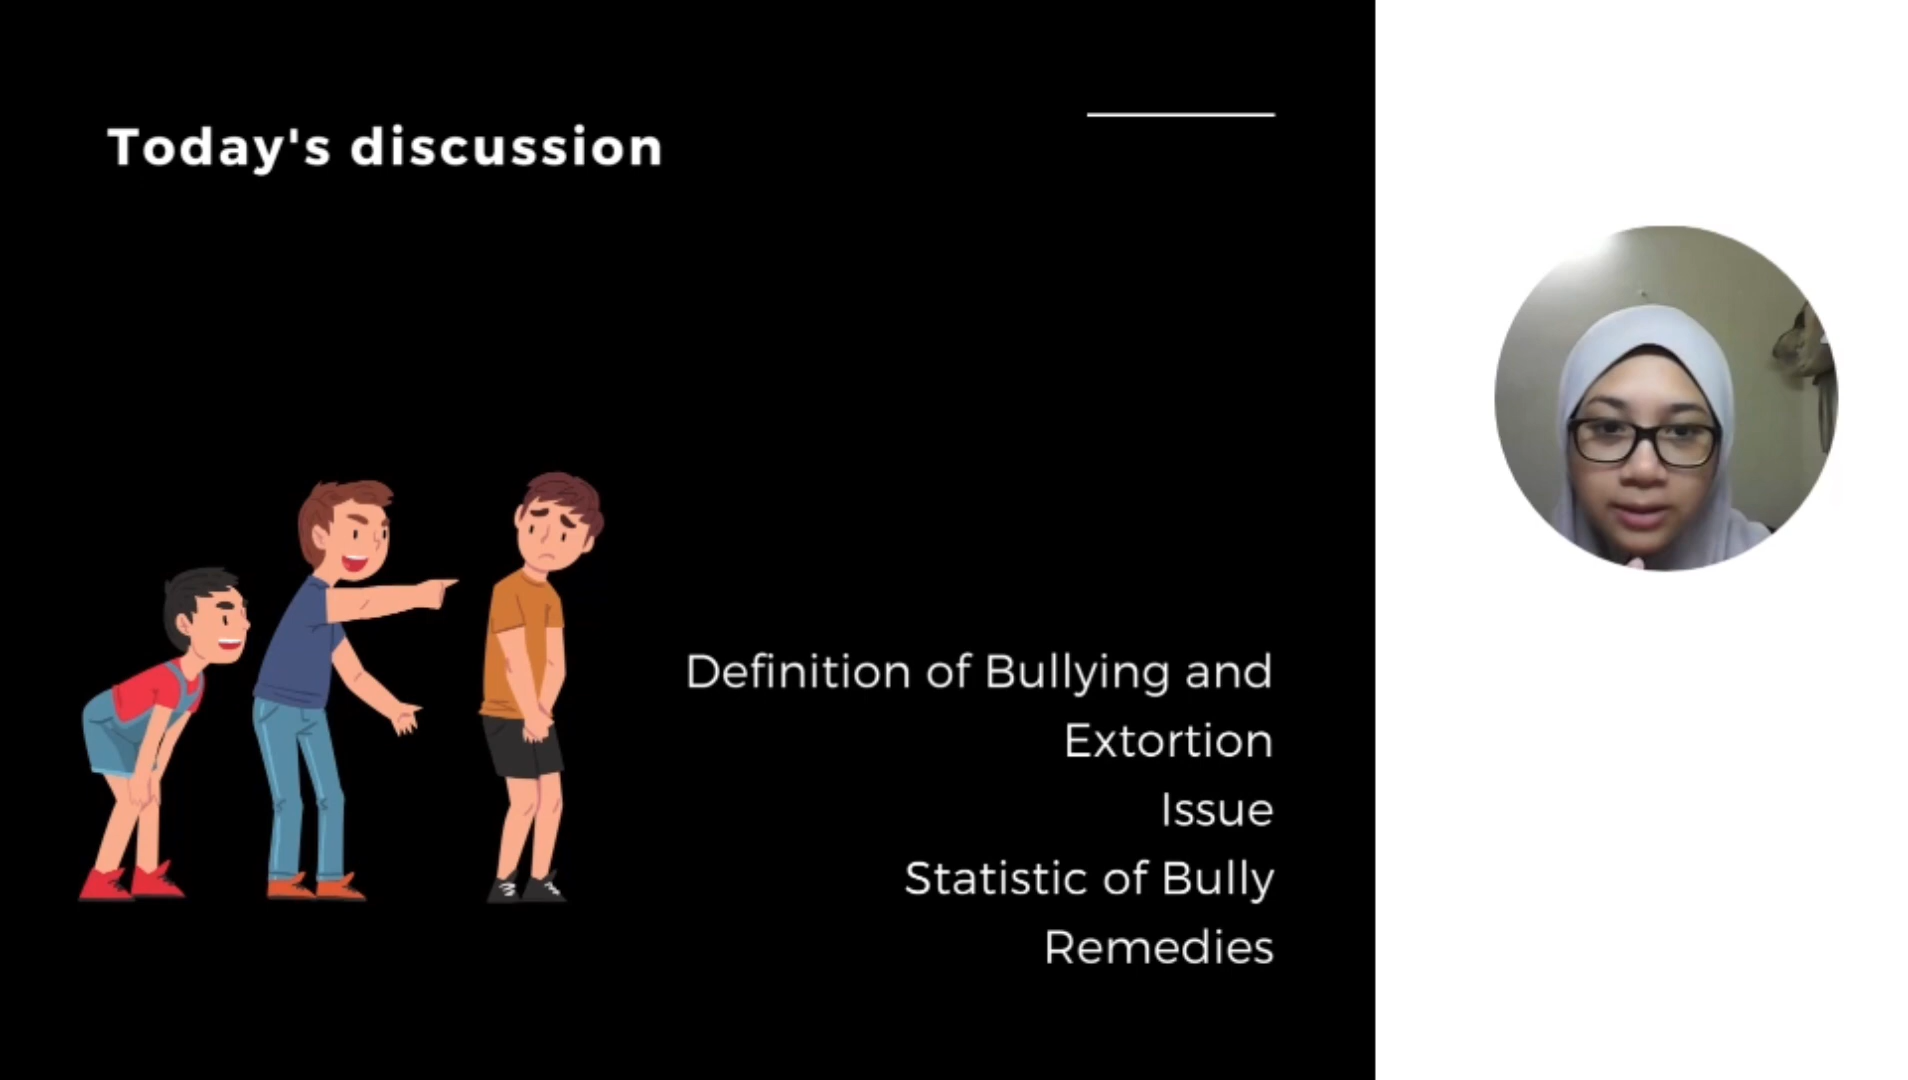 Today's discussion
Definition of Bullying and
Extortion
Issue
Statistic of Bully
Remedies